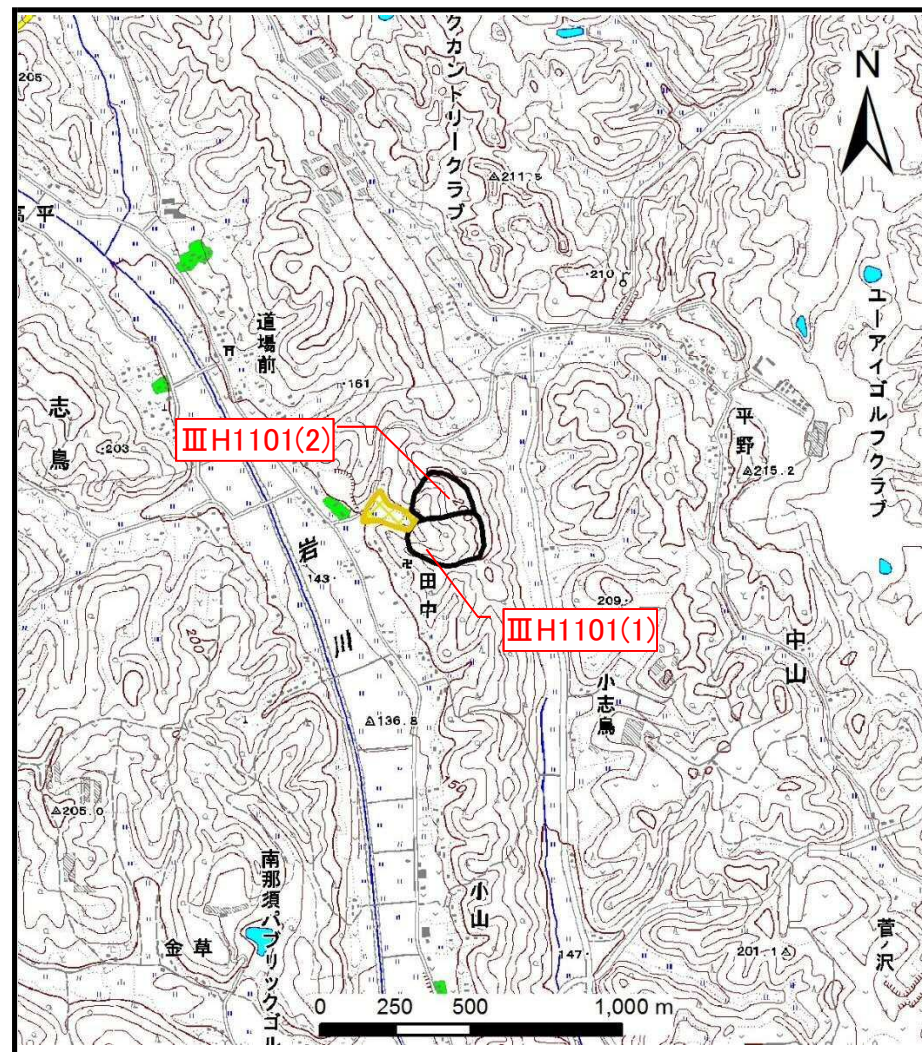 205
クカントリークラブ
N
△211.5
高平
210
道場前
ユーアイゴルフクラブ
161
志鳥
203
ⅢH1101(2)
平野
△215.2
岩川
143
卍
田中
209
ⅢH1101(1)
中山
200
小志鳥
△136.8
150
△205.0
南那須パブリックゴル
小山
菅ノ沢
金草
147
201.1△
0 250 500 1,000 m